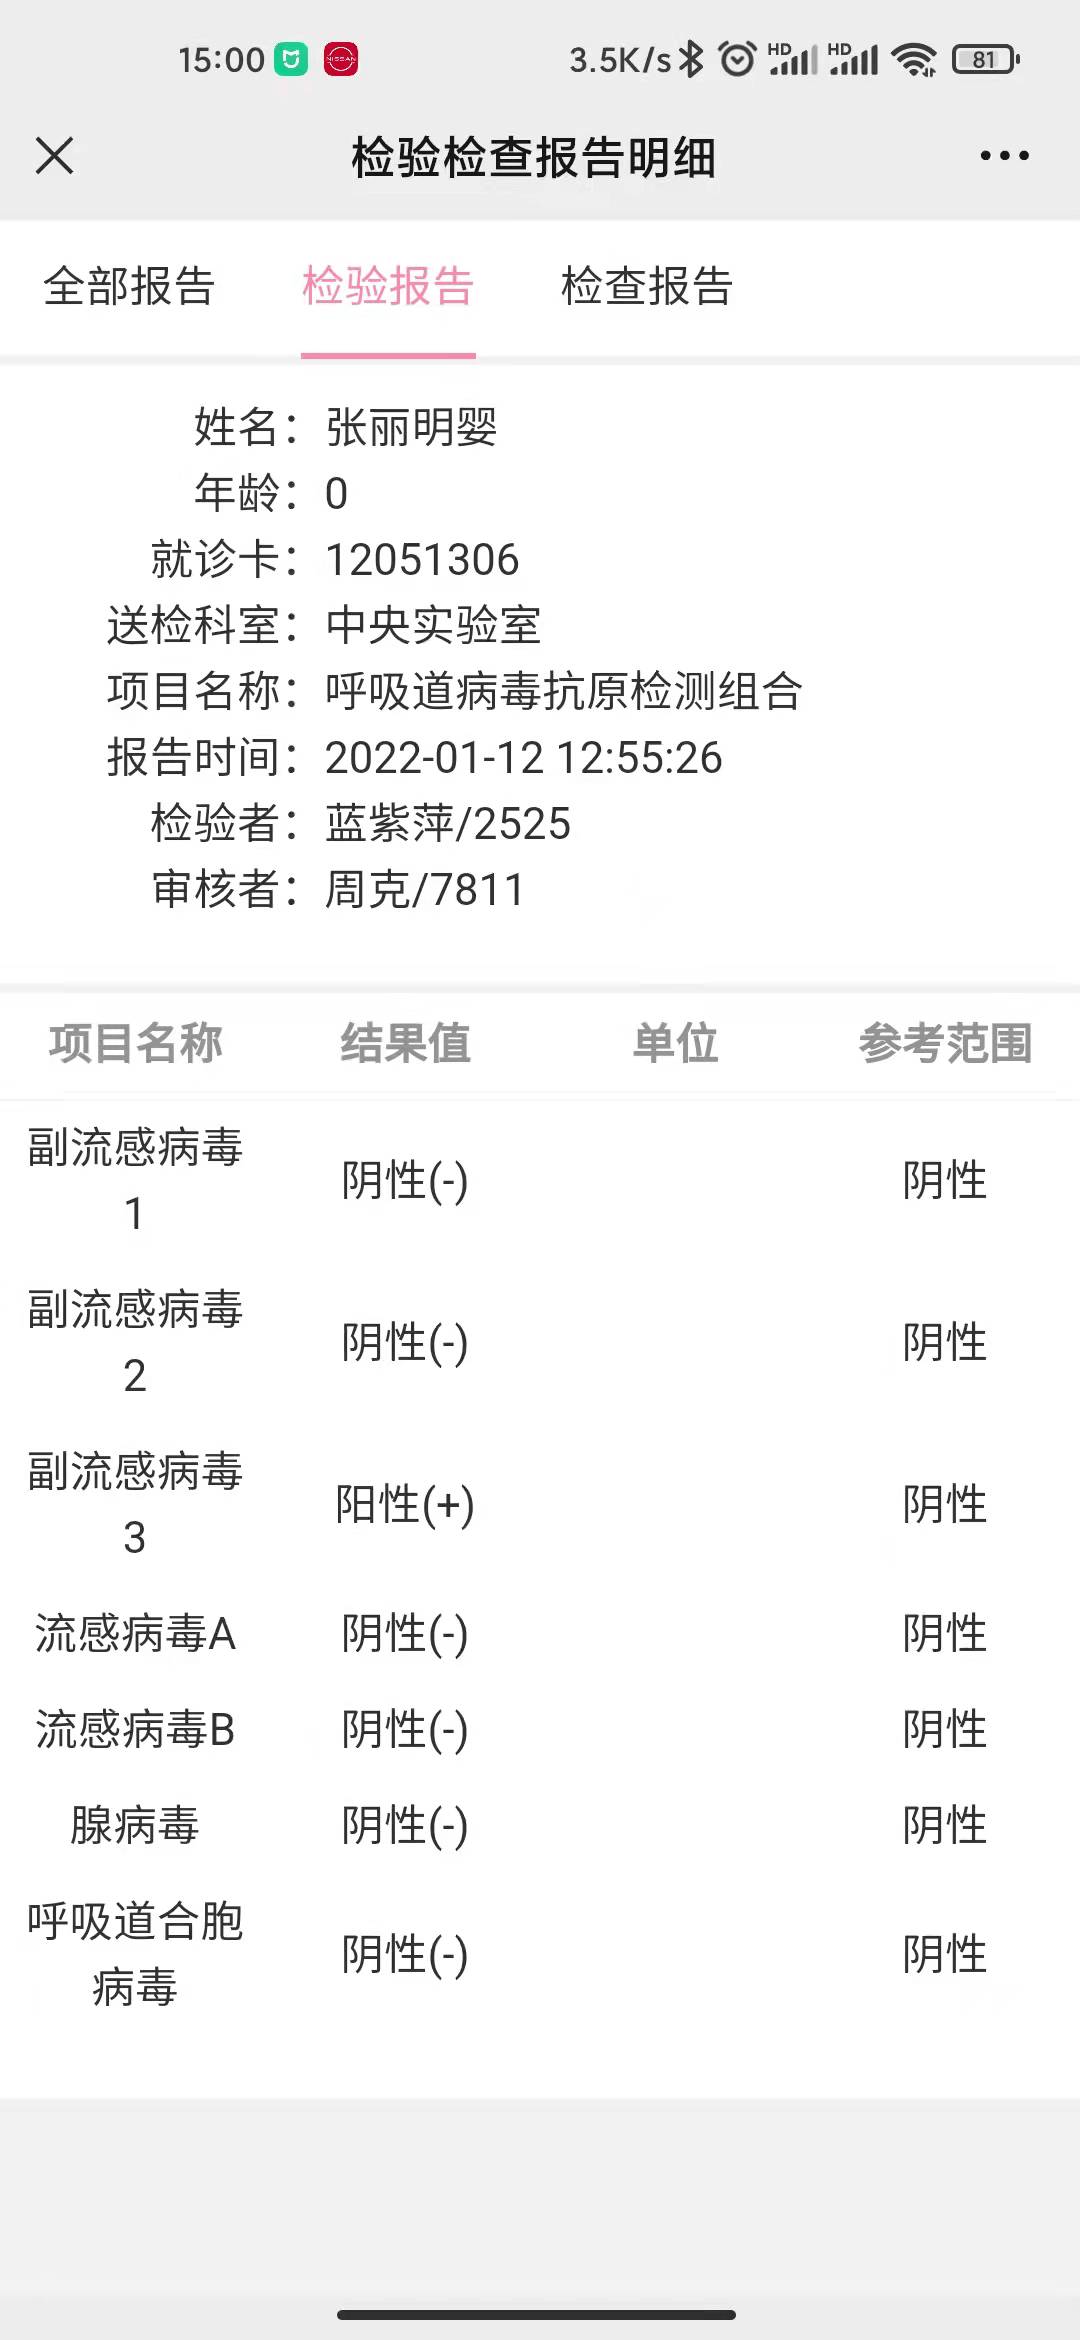 15:00 NISSAN 3.5K/s HD HD 81
检验检查报告明细
全部报告 检验报告 检查报告
姓名：张丽明婴
年龄：0
就诊卡：12051306
送检科室：中央实验室
项目名称：呼吸道病毒抗原检测组合
报告时间：2022-01-12 12:55:26
检验者：蓝紫萍/2525
审核者：周克/7811
项目名称 结果值 单位 参考范围
副流感病毒
1 阴性(-) 阴性
副流感病毒
2 阴性(-) 阴性
副流感病毒
3 阳性(+) 阴性
流感病毒A 阴性(-) 阴性
流感病毒B 阴性(-) 阴性
腺病毒 阴性(-) 阴性
呼吸道合胞
病毒 阴性(-) 阴性